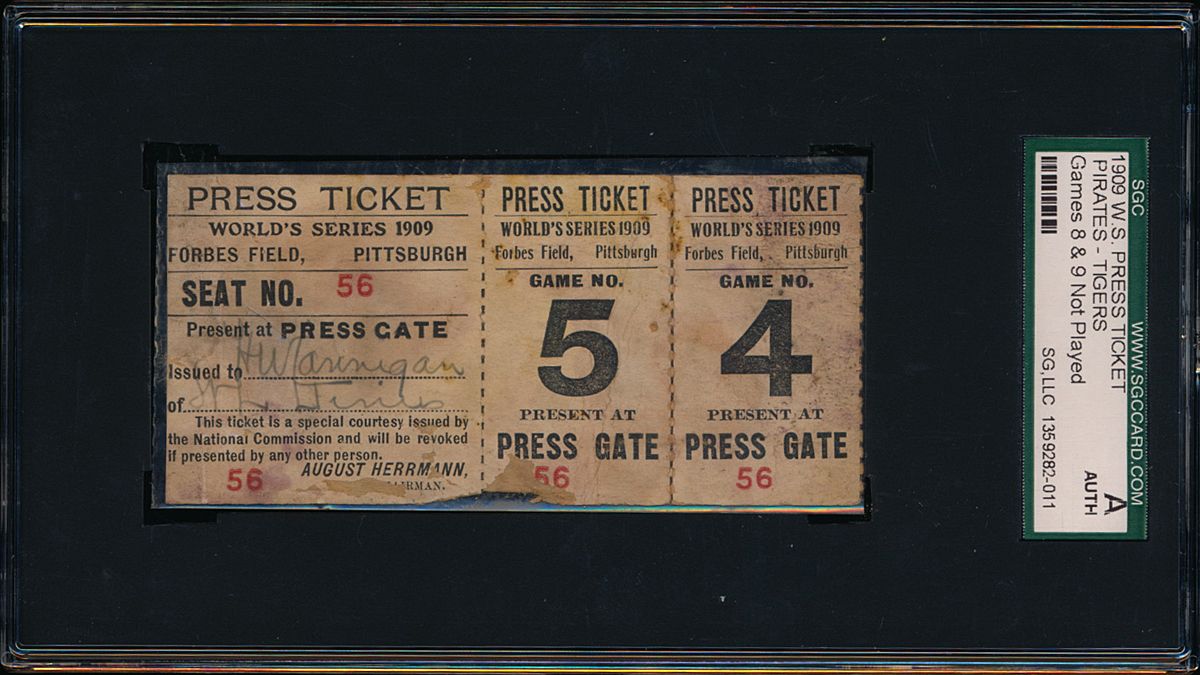 PRESS TICKET
WORLD'S SERIES 1909
FORBES FIELD, PITTSBURGH
SEAT NO. 56
Present at PRESS GATE
Issued to
of
This ticket is a special courtesy issued by
the National Commission and will be revoked
if presented by any other person.
56 AUGUST HERRMANN,
AIRMAN.
PRESS TICKET
WORLD'S SERIES 1909
Forbes Field, Pittsburgh
GAME NO.
5
PRESENT AT
PRESS GATE
56
PRESS TICKET
WORLD'S SERIES 1909
Forbes Field, Pittsburgh
GAME NO.
4
PRESENT AT
PRESS GATE
56
SGC WWW.SGCCARD.COM
1909 W.S. PRESS TICKET
PIRATES - TIGERS
Games 8 & 9 Not Played
A
AUTH
SG,LLC 1359282-011